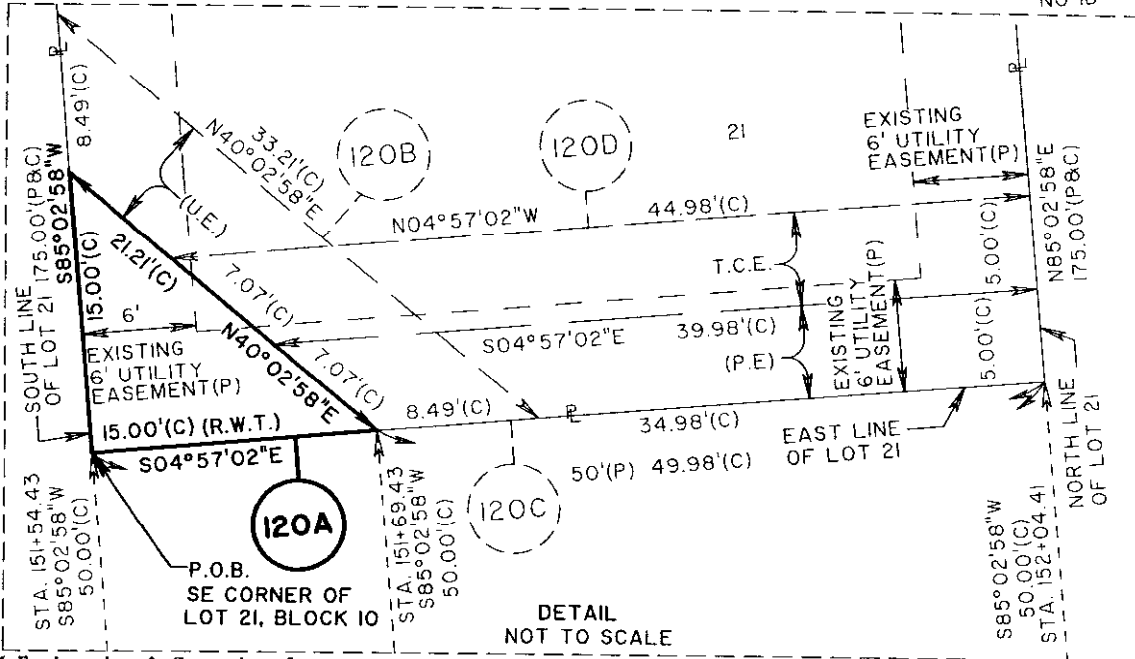 8.49'(C)
33.21'(C)
N40°02'58"E
120B
120D
21
EXISTING
6' UTILITY
EASEMENT(P)
SOUTH LINE
OF LOT 21
175.00'(P&C)
S85°02'58"W
15.00'(C)
(U.E.)
21.21'(C)
N04°57'02"W
44.98'(C)
7.07'(C)
T.C.E.
5.00'(C)
N85°02'58"E
175.00'(P&C)
6'
N40°02'58"E
7.07'(C)
S04°57'02"E
39.98'(C)
(P.E)
EXISTING
6' UTILITY
EASEMENT(P)
5.00'(C)
EXISTING
6' UTILITY
EASEMENT(P)
15.00'(C) (R.W.T.)
S04°57'02"E
8.49'(C)
34.98'(C)
50'(P) 49.98'(C)
EAST LINE
OF LOT 21
NORTH LINE
OF LOT 21
120A
120C
STA. 151+54.43
S85°02'58"W
50.00'(C)
P.O.B.
SE CORNER OF
LOT 21, BLOCK 10
STA. 151+69.43
S85°02'58"W
50.00'(C)
DETAIL
NOT TO SCALE
S85°02'58"W
50.00'(C)
STA. 152+04.41